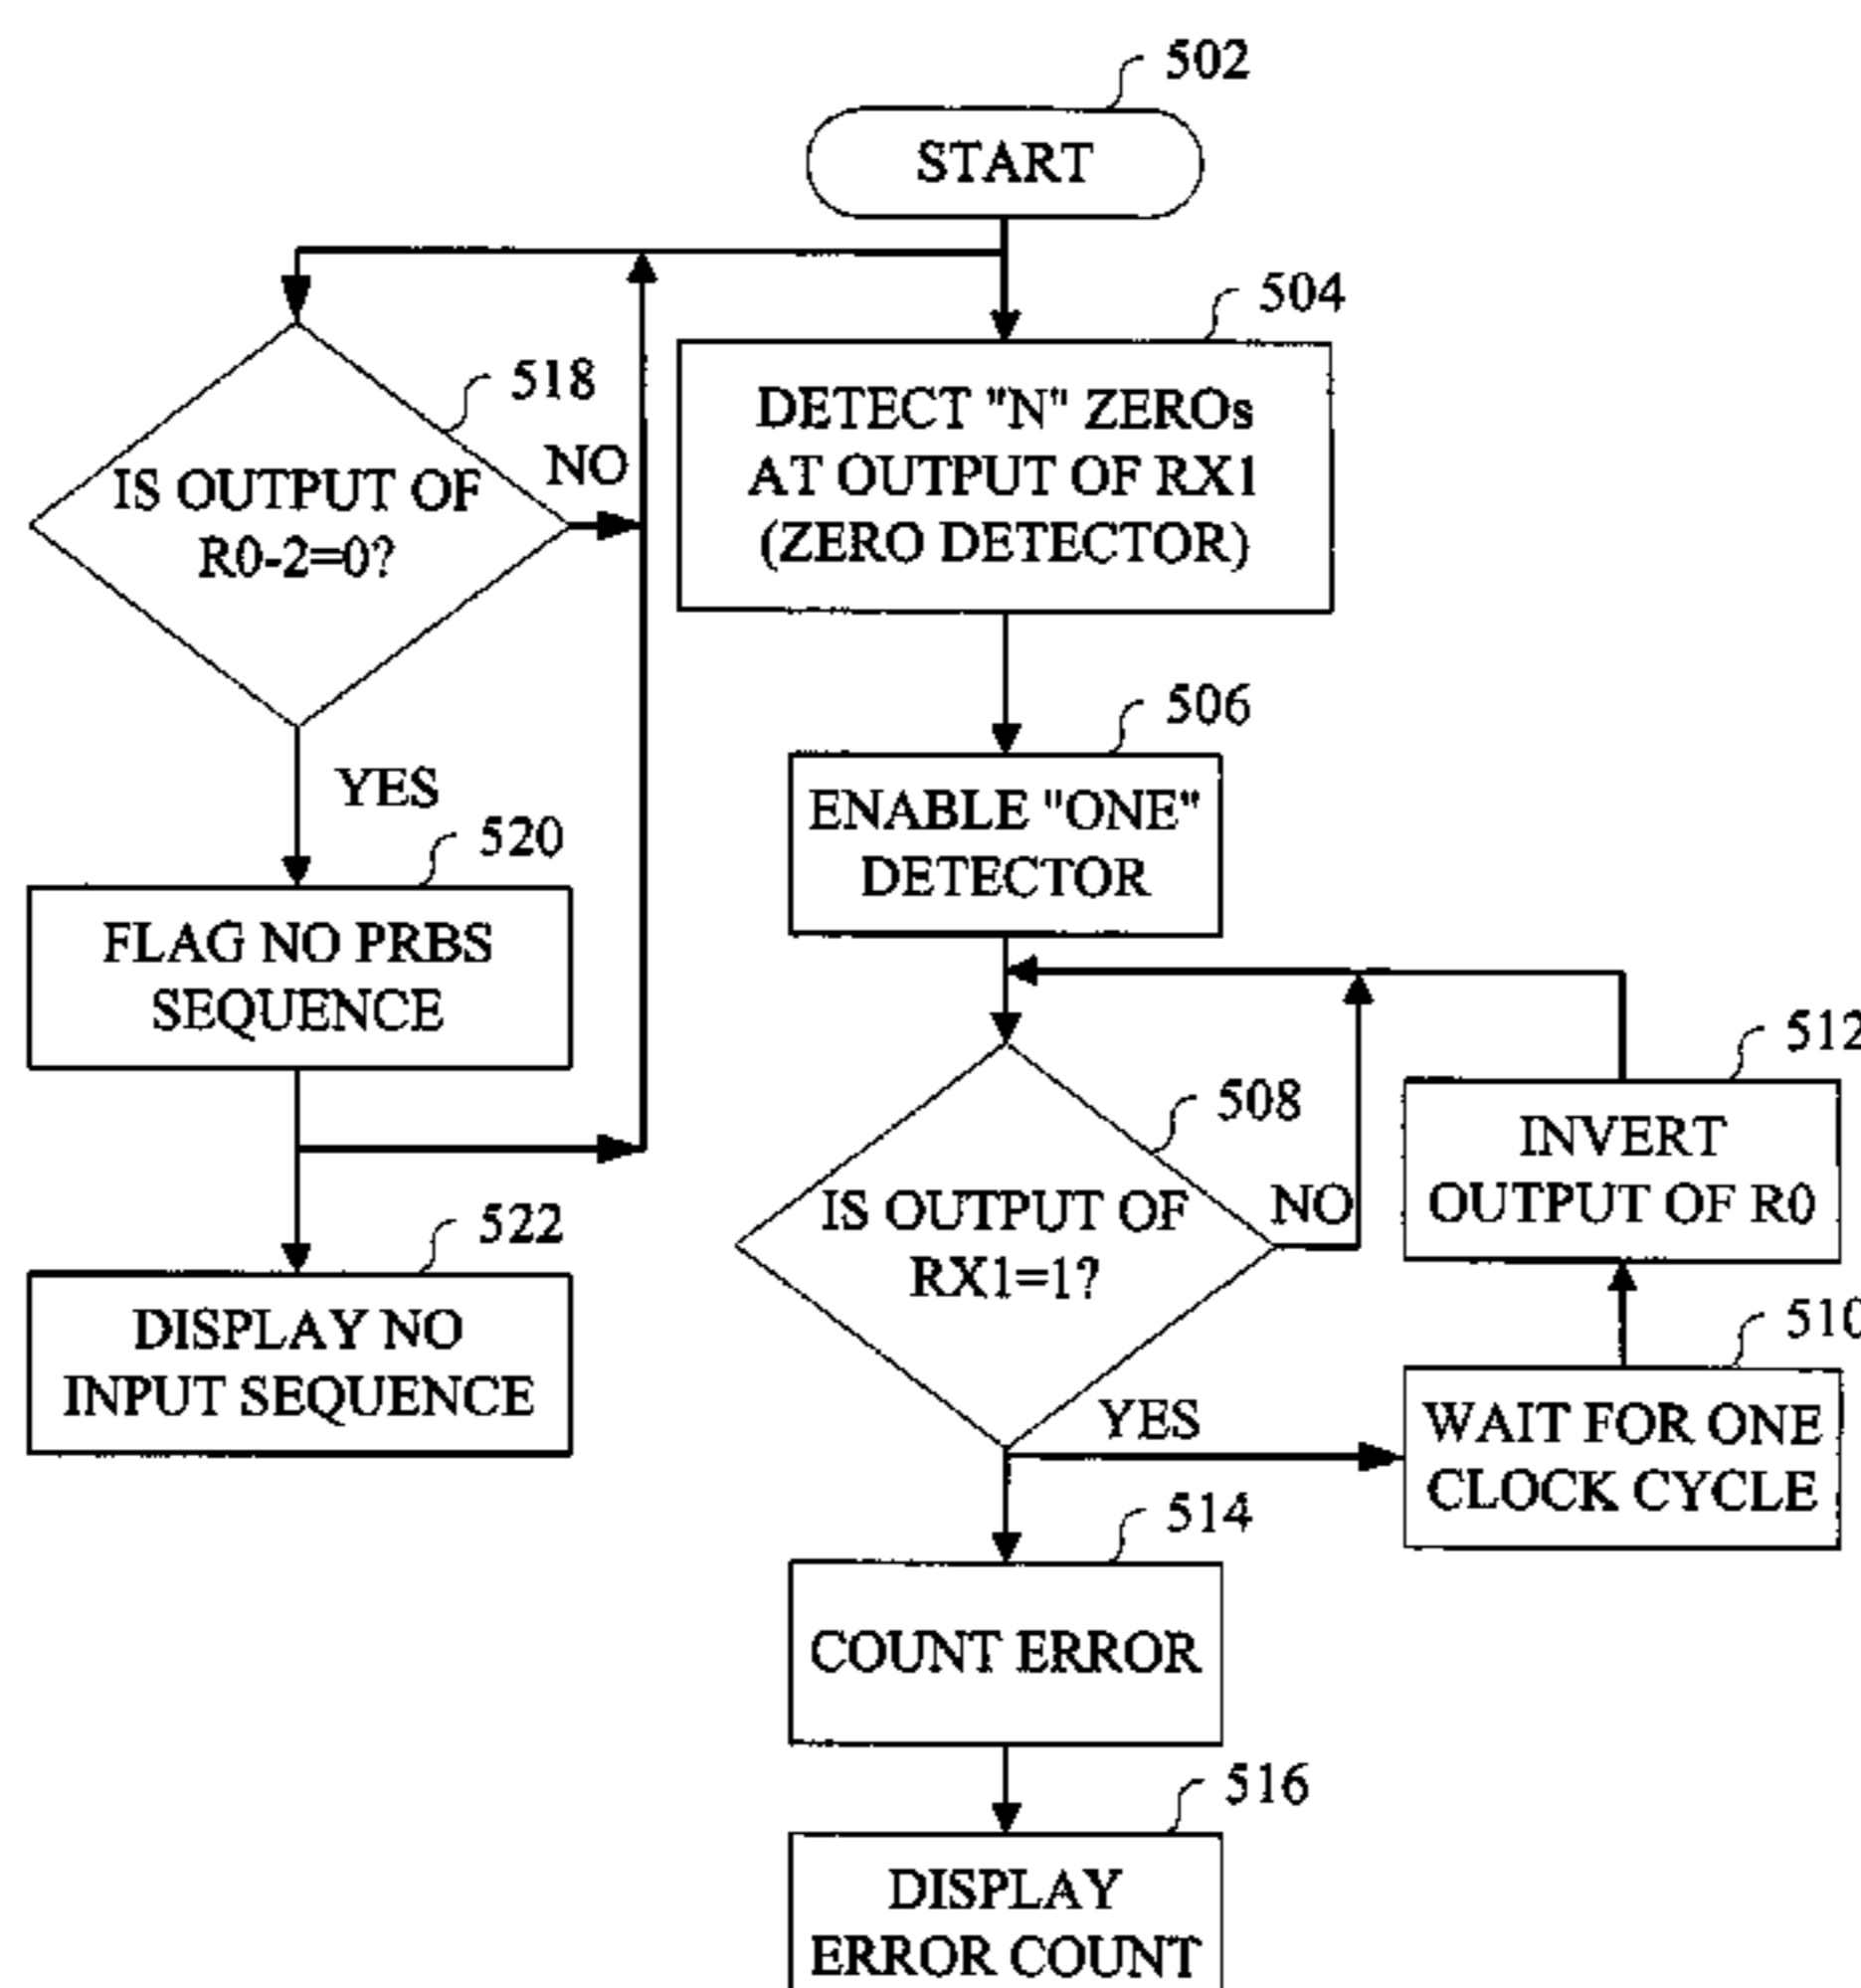 502
START
504
DETECT "N" ZEROs
AT OUTPUT OF RX1
(ZERO DETECTOR)
518
IS OUTPUT OF
R0-2=0?
NO
YES
506
ENABLE "ONE"
DETECTOR
520
FLAG NO PRBS
SEQUENCE
512
INVERT
OUTPUT OF R0
508
IS OUTPUT OF
RX1=1?
NO
YES
522
DISPLAY NO
INPUT SEQUENCE
510
WAIT FOR ONE
CLOCK CYCLE
514
COUNT ERROR
516
DISPLAY
ERROR COUNT